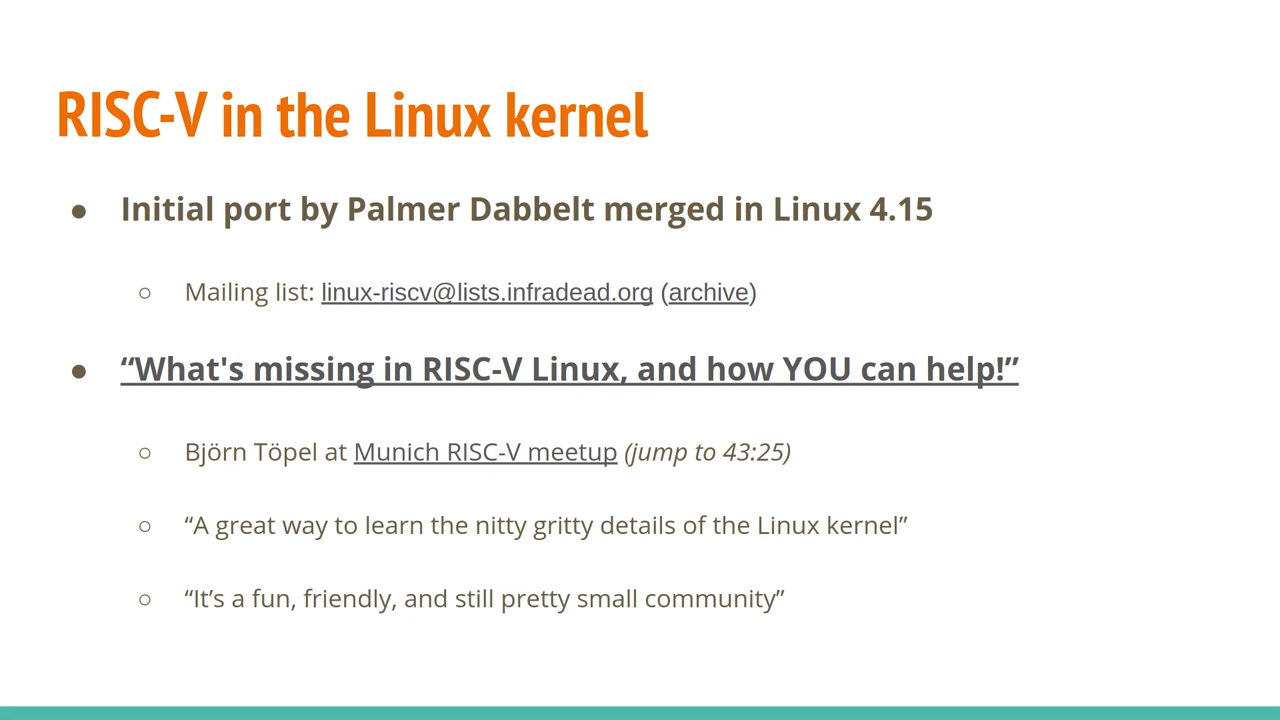 RISC-V in the Linux kernel
● Initial port by Palmer Dabbelt merged in Linux 4.15
○ Mailing list: linux-riscv@lists.infradead.org (archive)
● “What's missing in RISC-V Linux, and how YOU can help!”
○ Björn Töpel at Munich RISC-V meetup (jump to 43:25)
○ “A great way to learn the nitty gritty details of the Linux kernel”
○ “It’s a fun, friendly, and still pretty small community”